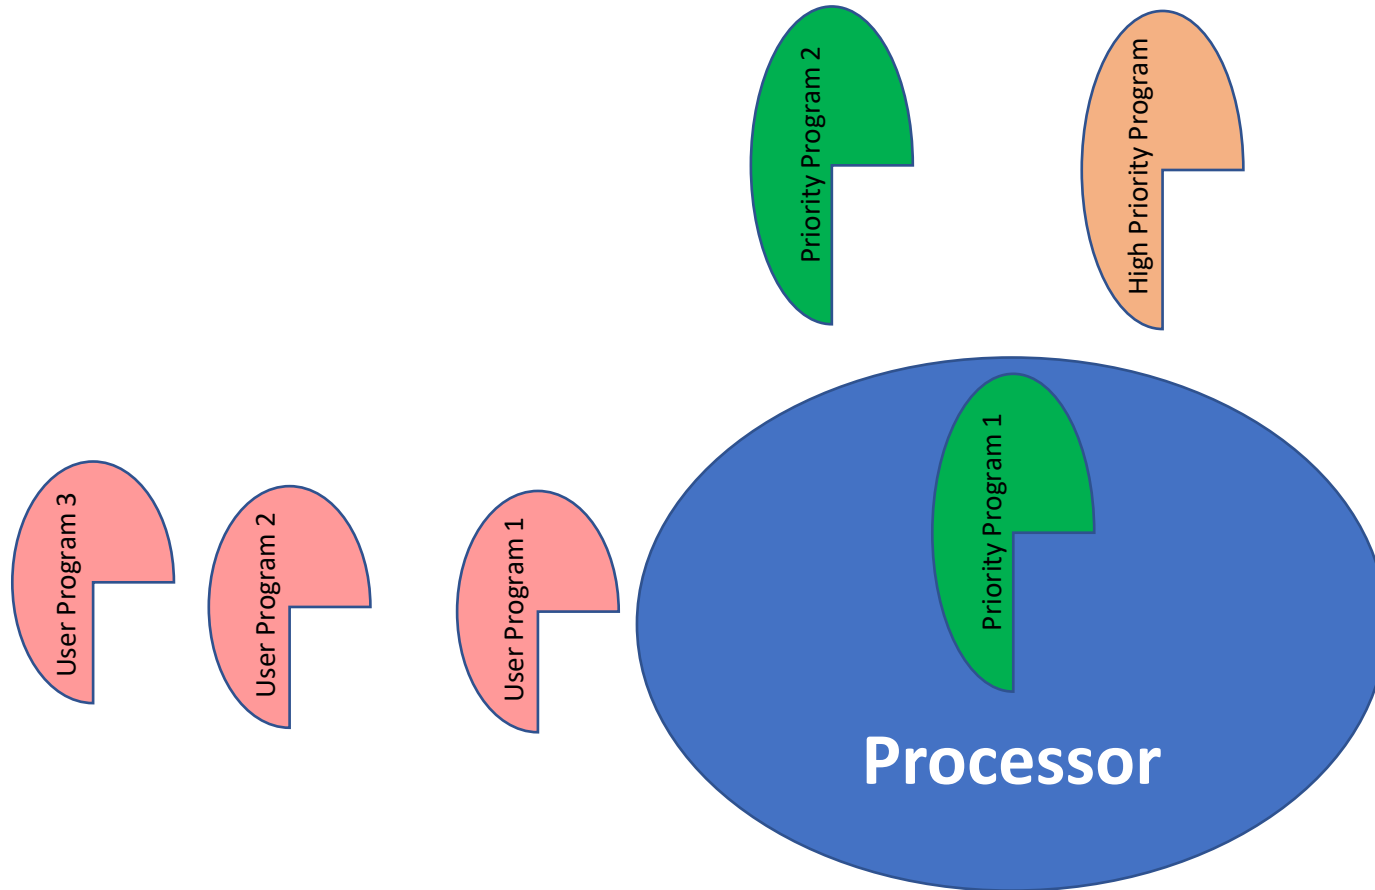 Priority Program 2
High Priority Program
Priority Program 1
User Program 3
User Program 2
User Program 1
Processor